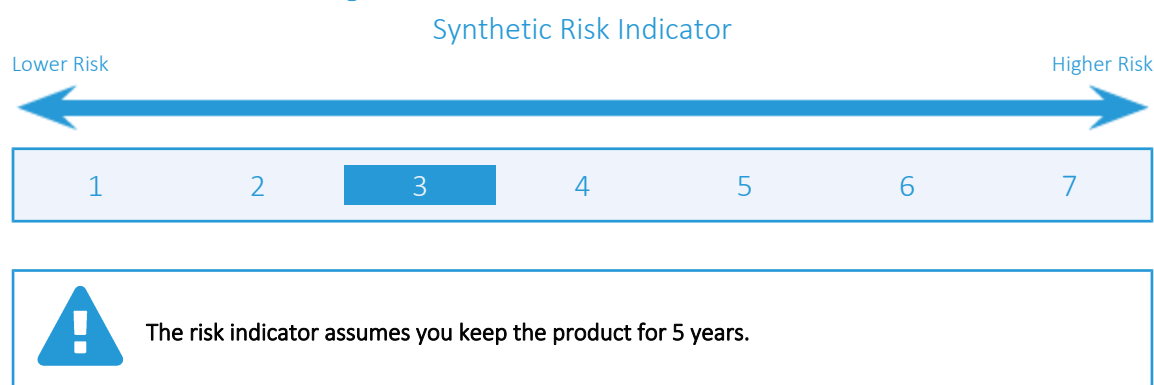 Synthetic Risk Indicator
Lower Risk Higher Risk
1 2 3 4 5 6 7
The risk indicator assumes you keep the product for 5 years.